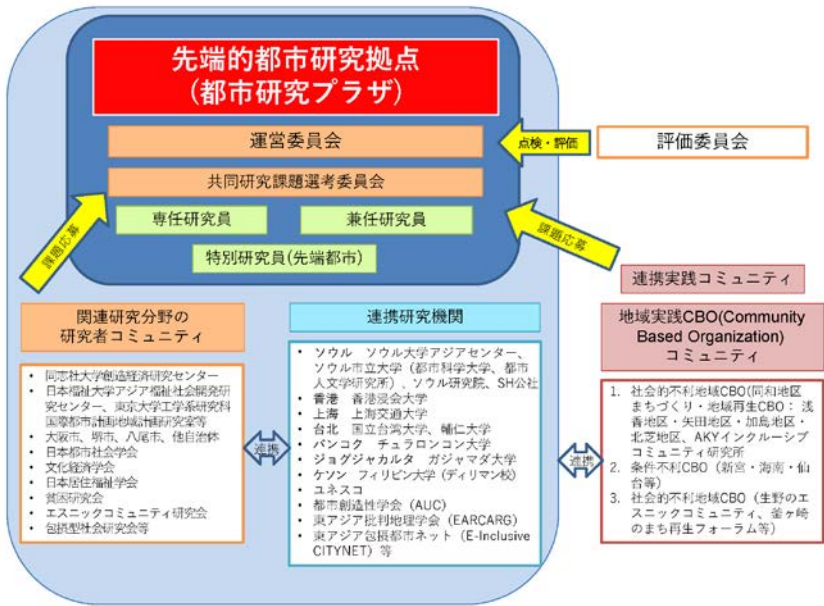 先端的都市研究拠点
(都市研究プラザ)
運営委員会
点検・評価
評価委員会
共同研究課題選考委員会
専任研究員
兼任研究員
特別研究員(先端都市)
課題応募
課題応募
連携実践コミュニティ
関連研究分野の
研究者コミュニティ
• 同志社大学創造経済研究センター
• 日本福祉大学アジア福祉社会開発研
究センター、東京大学工学系研究科
国際都市計画地域計画研究室等
• 大阪市、堺市、八尾市、他自治体
• 日本都市社会学会
• 文化経済学会
• 日本居住福祉学会
• 貧困研究会
• エスニックコミュニティ研究会
• 包摂型社会研究会等
連携
連携研究機関
• ソウル ソウル大学アジアセンター、
ソウル市立大学（都市科学大学、都市
人文学研究所）、ソウル研究院、SH公社
• 香港 香港浸会大学
• 上海 上海交通大学
• 台北 国立台湾大学、輔仁大学
• バンコク チュラロンコン大学
• ジョグジャカルタ ガジャマダ大学
• ケソン フィリピン大学（ディリマン校）
• ユネスコ
• 都市創造性学会（AUC）
• 東アジア批判地理学会（EARCARG）
• 東アジア包摂都市ネット（E-Inclusive
CITYNET）等
連携
地域実践CBO(Community
Based Organization)
コミュニティ
1. 社会的不利地域CBO(同和地区
まちづくり・地域再生CBO：浅
香地区・矢田地区・加島地区・
北芝地区、AKYインクルーシブ
コミュニティ研究所
2. 条件不利CBO（新宮・海南・仙
台等）
3. 社会的不利地域CBO（生野のエ
スニックコミュニティ、釜ヶ崎
のまち再生フォーラム等）